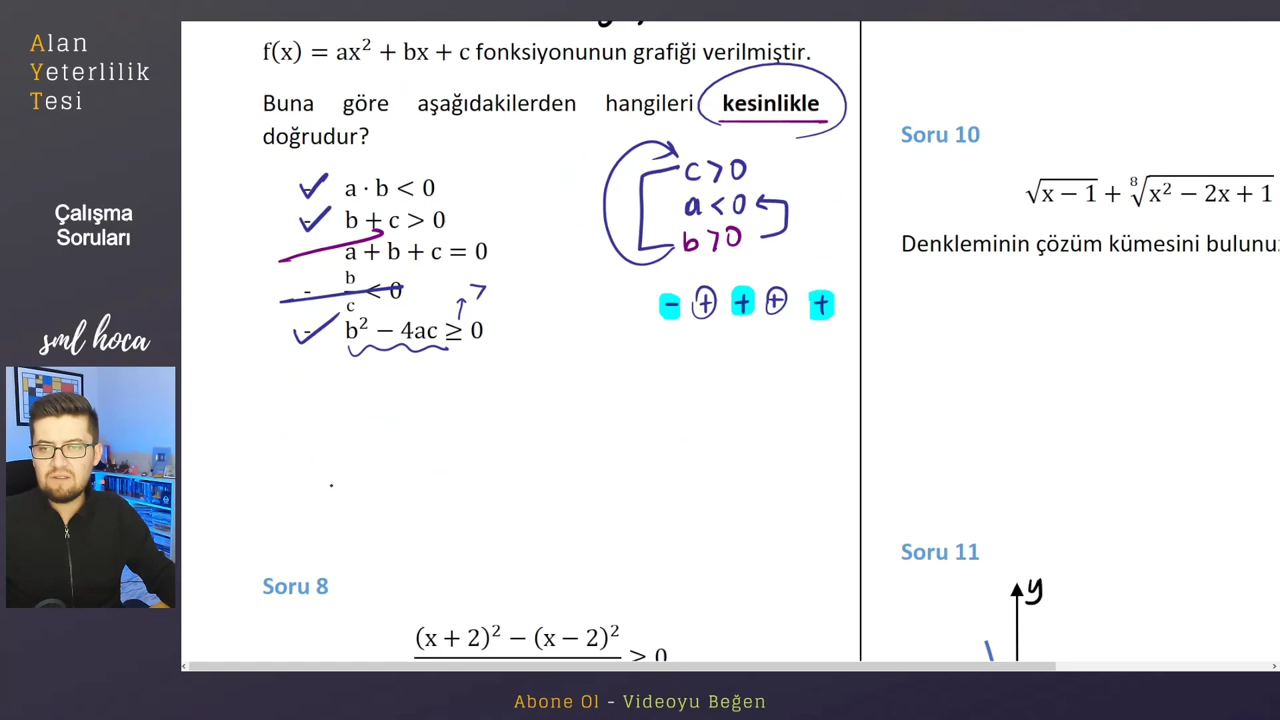 Alan
Yeterlilik
Tesi
Çalışma
Soruları
sml hoca
f(x) = ax² + bx + c fonksiyonunun grafiği verilmiştir.
Buna göre aşağıdakilerden hangileri kesinlikle
doğrudur?
- a · b < 0
- b + c > 0
- a + b + c = 0
- b/c < 0
- b² − 4ac ≥ 0
>
c > 0
a < 0
b > 0
- + + + +
Soru 8
(x + 2)² − (x − 2)²
≥ 0
Soru 10
√x − 1 + ⁸√x² − 2x + 1
Denkleminin çözüm kümesini
Soru 11
y
Abone Ol - Videoyu Beğen